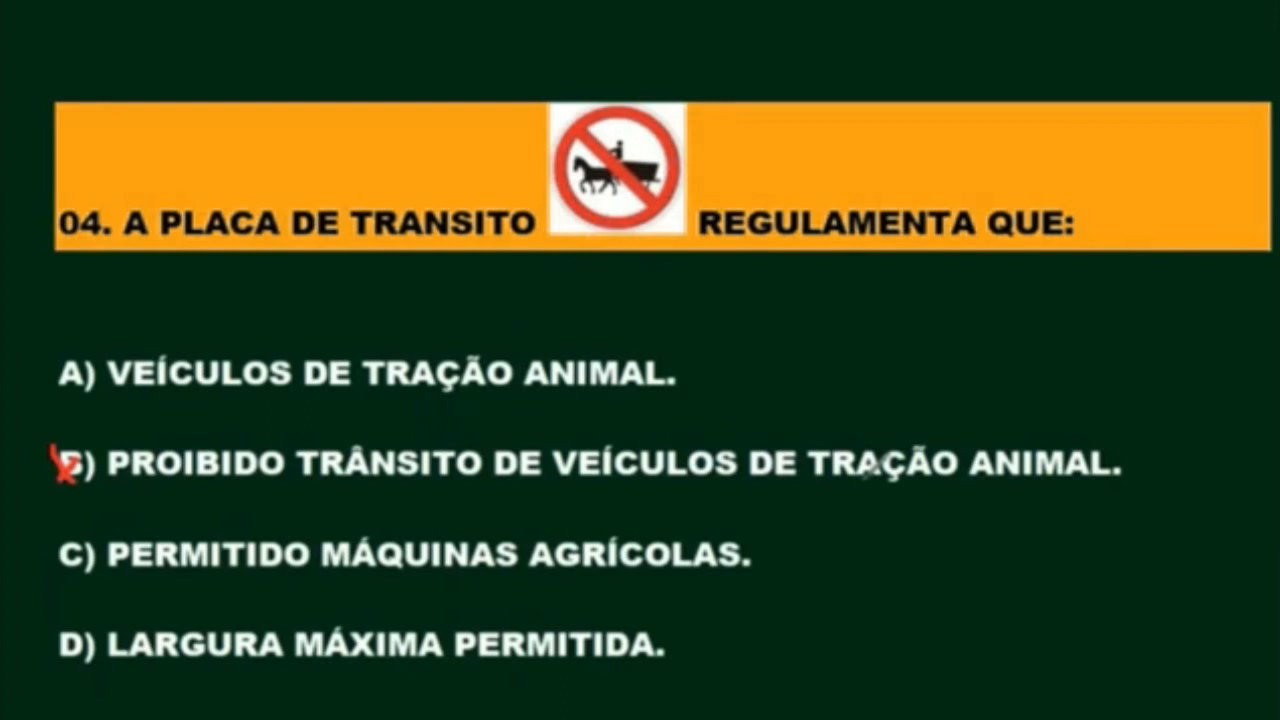 04. A PLACA DE TRANSITO REGULAMENTA QUE:
A) VEÍCULOS DE TRAÇÃO ANIMAL.
B) PROIBIDO TRÂNSITO DE VEÍCULOS DE TRAÇÃO ANIMAL.
C) PERMITIDO MÁQUINAS AGRÍCOLAS.
D) LARGURA MÁXIMA PERMITIDA.